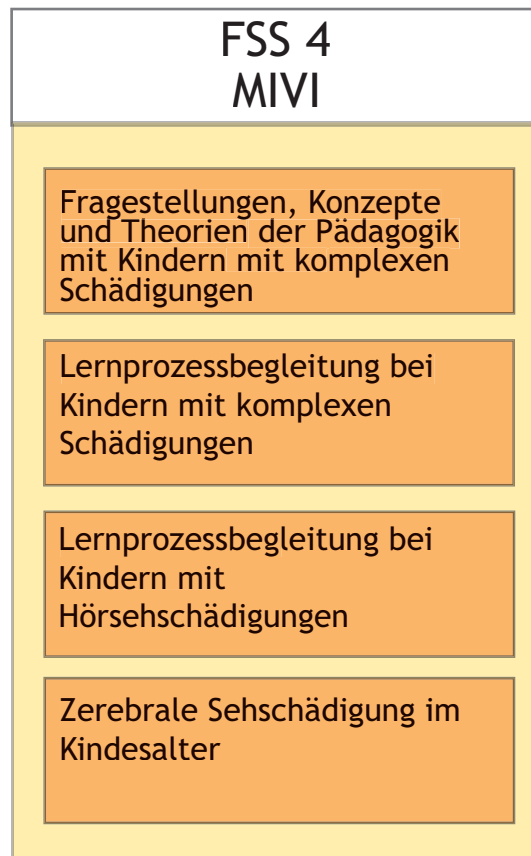 FSS 4
MIVI
Fragestellungen, Konzepte
und Theorien der Pädagogik
mit Kindern mit komplexen
Schädigungen
Lernprozessbegleitung bei
Kindern mit komplexen
Schädigungen
Lernprozessbegleitung bei
Kindern mit
Hörsehschädigungen
Zerebrale Sehschädigung im
Kindesalter